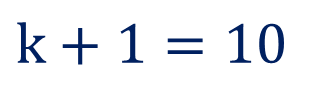 k + 1 = 10